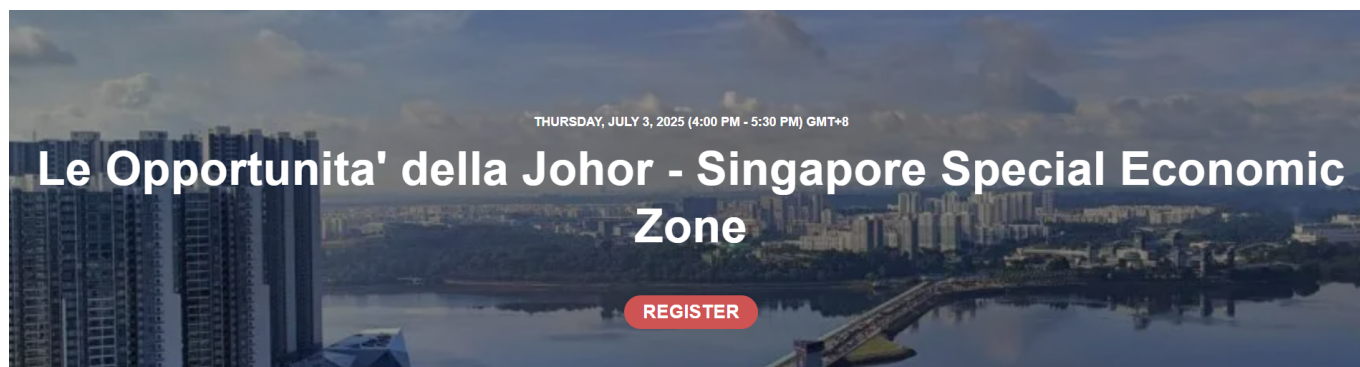 THURSDAY, JULY 3, 2025 (4:00 PM - 5:30 PM) GMT+8
Le Opportunita' della Johor - Singapore Special Economic
Zone
REGISTER